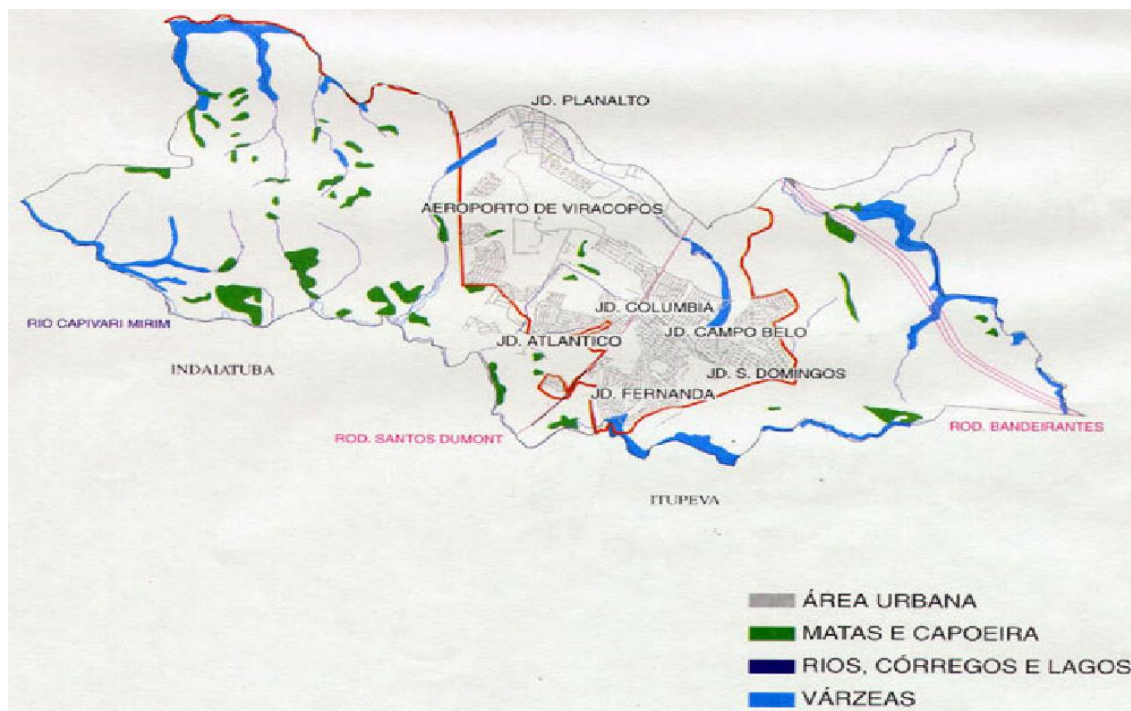 JD. PLANALTO
AEROPORTO DE VIRACOPOS
JD. COLUMBIA
RIO CAPIVARI MIRIM
JD. CAMPO BELO
JD. ATLANTICO
INDAIATUBA
JD. S. DOMINGOS
JD. FERNANDA
ROD. SANTOS DUMONT
ROD. BANDEIRANTES
ITUPEVA
ÁREA URBANA
MATAS E CAPOEIRA
RIOS, CÓRREGOS E LAGOS
VÁRZEAS